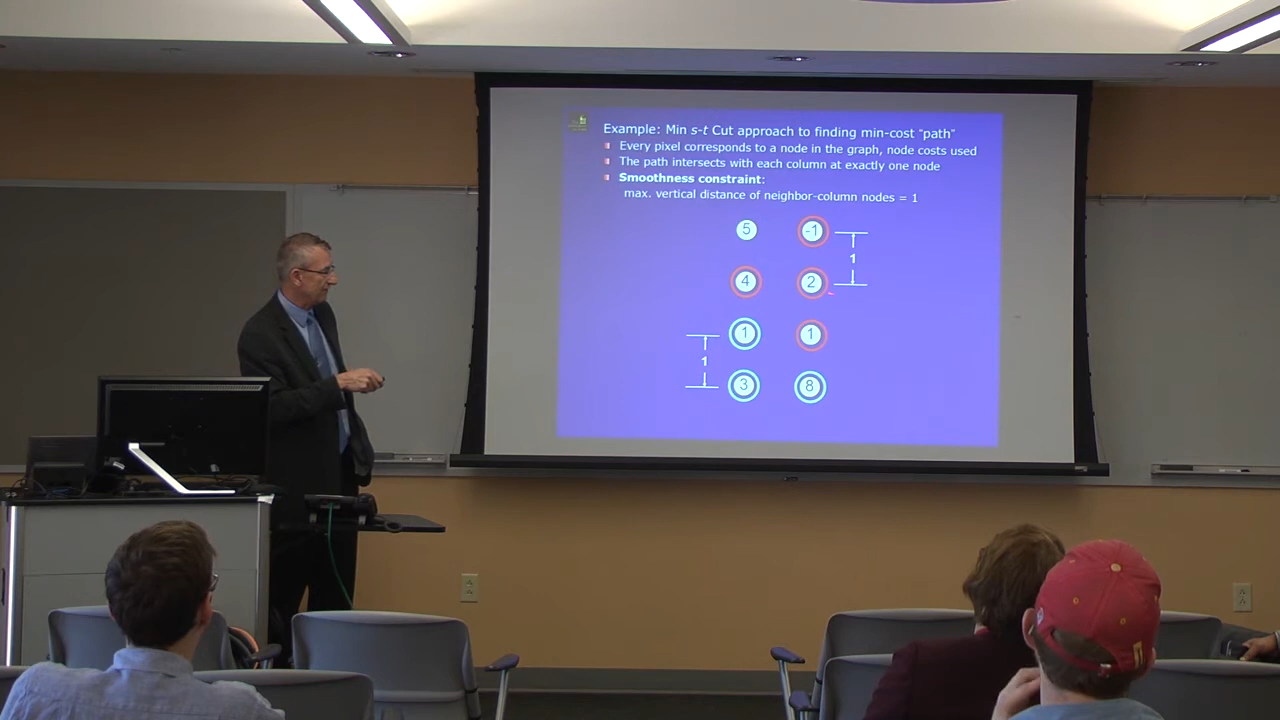 Example: Min s-t Cut approach to finding min-cost "path"
Every pixel corresponds to a node in the graph, node costs used
The path intersects with each column at exactly one node
Smoothness constraint:
max. vertical distance of neighbor-column nodes = 1
5 -1
1
4 2
1 1
1
3 8